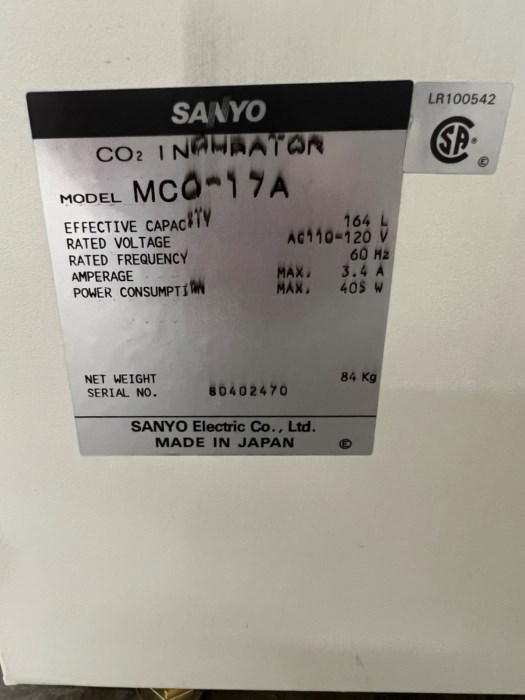 SANYO
LR100542
CO2 INCUBATOR
MODEL MCO-17A
EFFECTIVE CAPACITY 164 L
RATED VOLTAGE AC110-120 V
RATED FREQUENCY 60 Hz
AMPERAGE MAX. 3.4 A
POWER CONSUMPTION MAX. 405 W
NET WEIGHT 84 Kg
SERIAL NO. 80402470
SANYO Electric Co., Ltd.
MADE IN JAPAN Ⓔ
SA ©